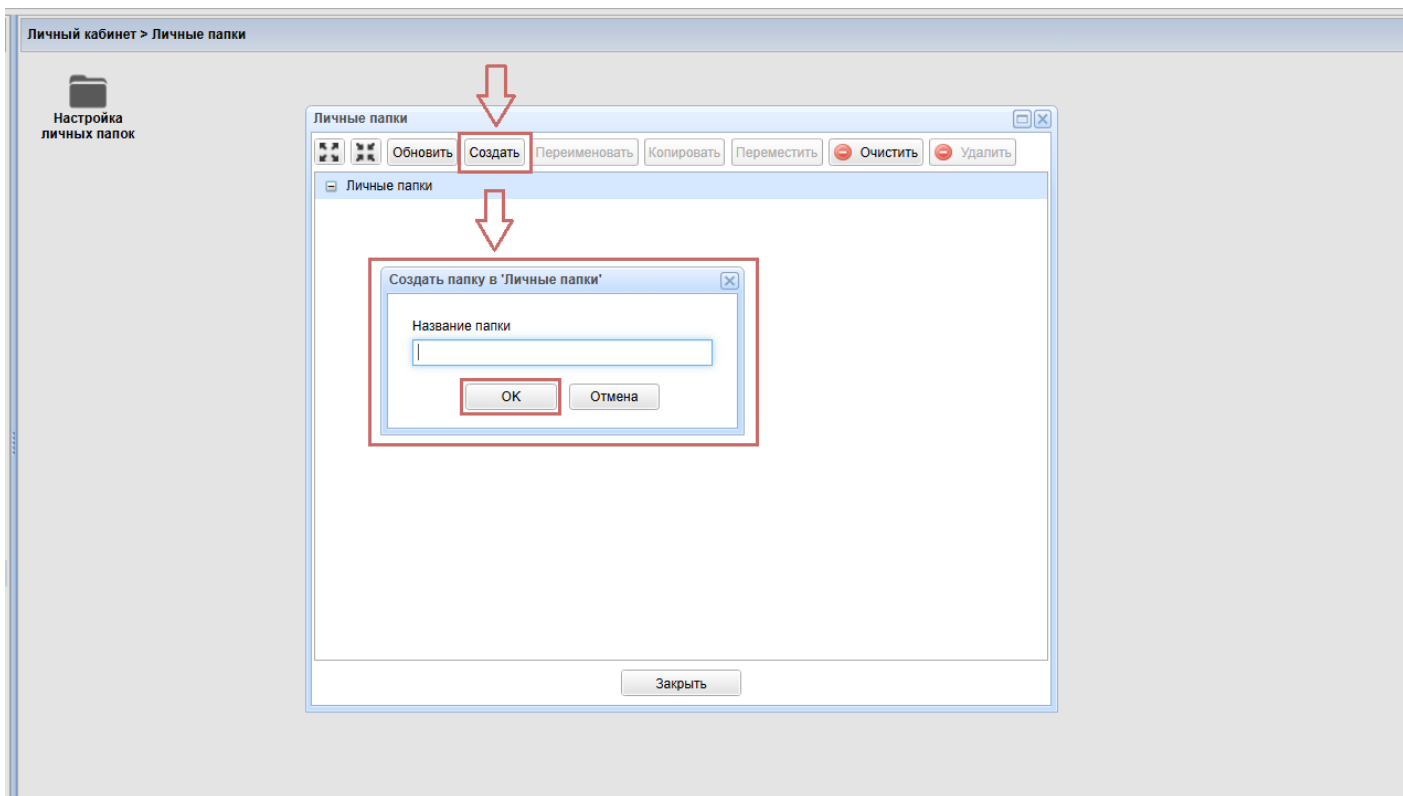 Личный кабинет > Личные папки
Настройка
личных папок
Личные папки
Обновить Создать Переименовать Копировать Переместить Очистить Удалить
Личные папки
Создать папку в 'Личные папки'
Название папки
OK Отмена
Закрыть